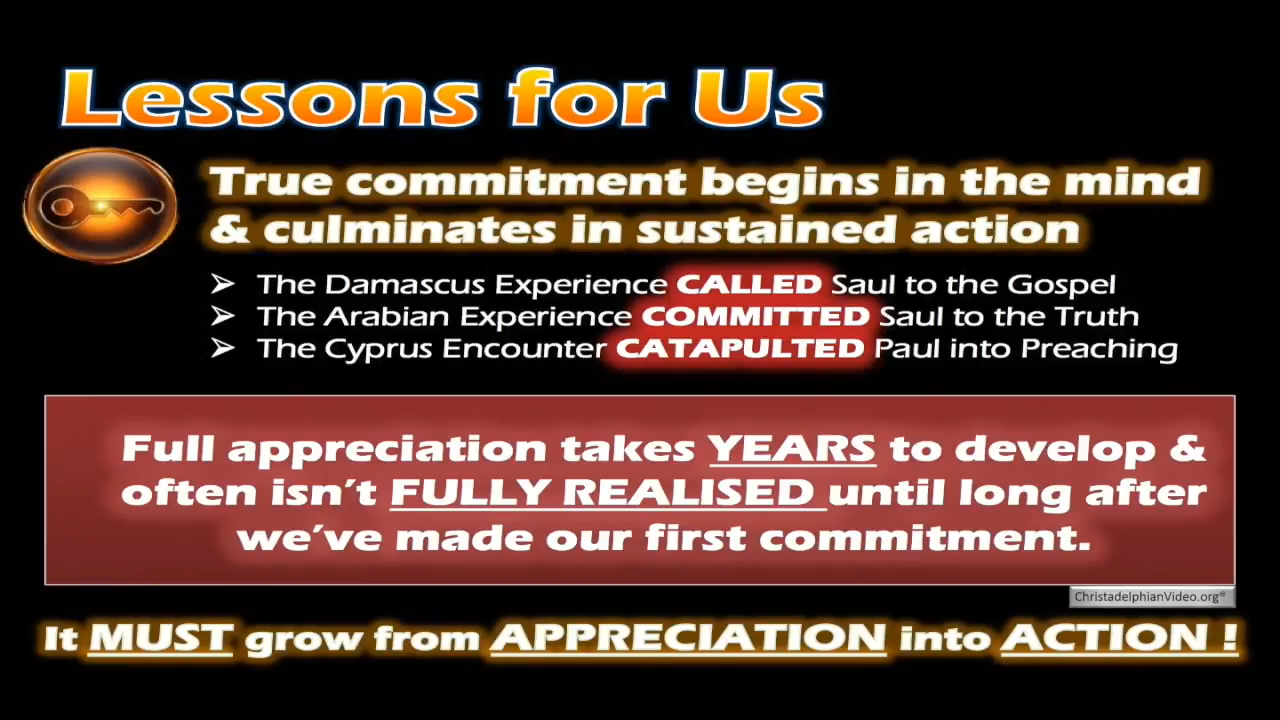 Lessons for Us
True commitment begins in the mind
& culminates in sustained action
➢ The Damascus Experience CALLED Saul to the Gospel
➢ The Arabian Experience COMMITTED Saul to the Truth
➢ The Cyprus Encounter CATAPULTED Paul into Preaching
Full appreciation takes YEARS to develop &
often isn't FULLY REALISED until long after
we've made our first commitment.
ChristadelphianVideo.org®
It MUST grow from APPRECIATION into ACTION !